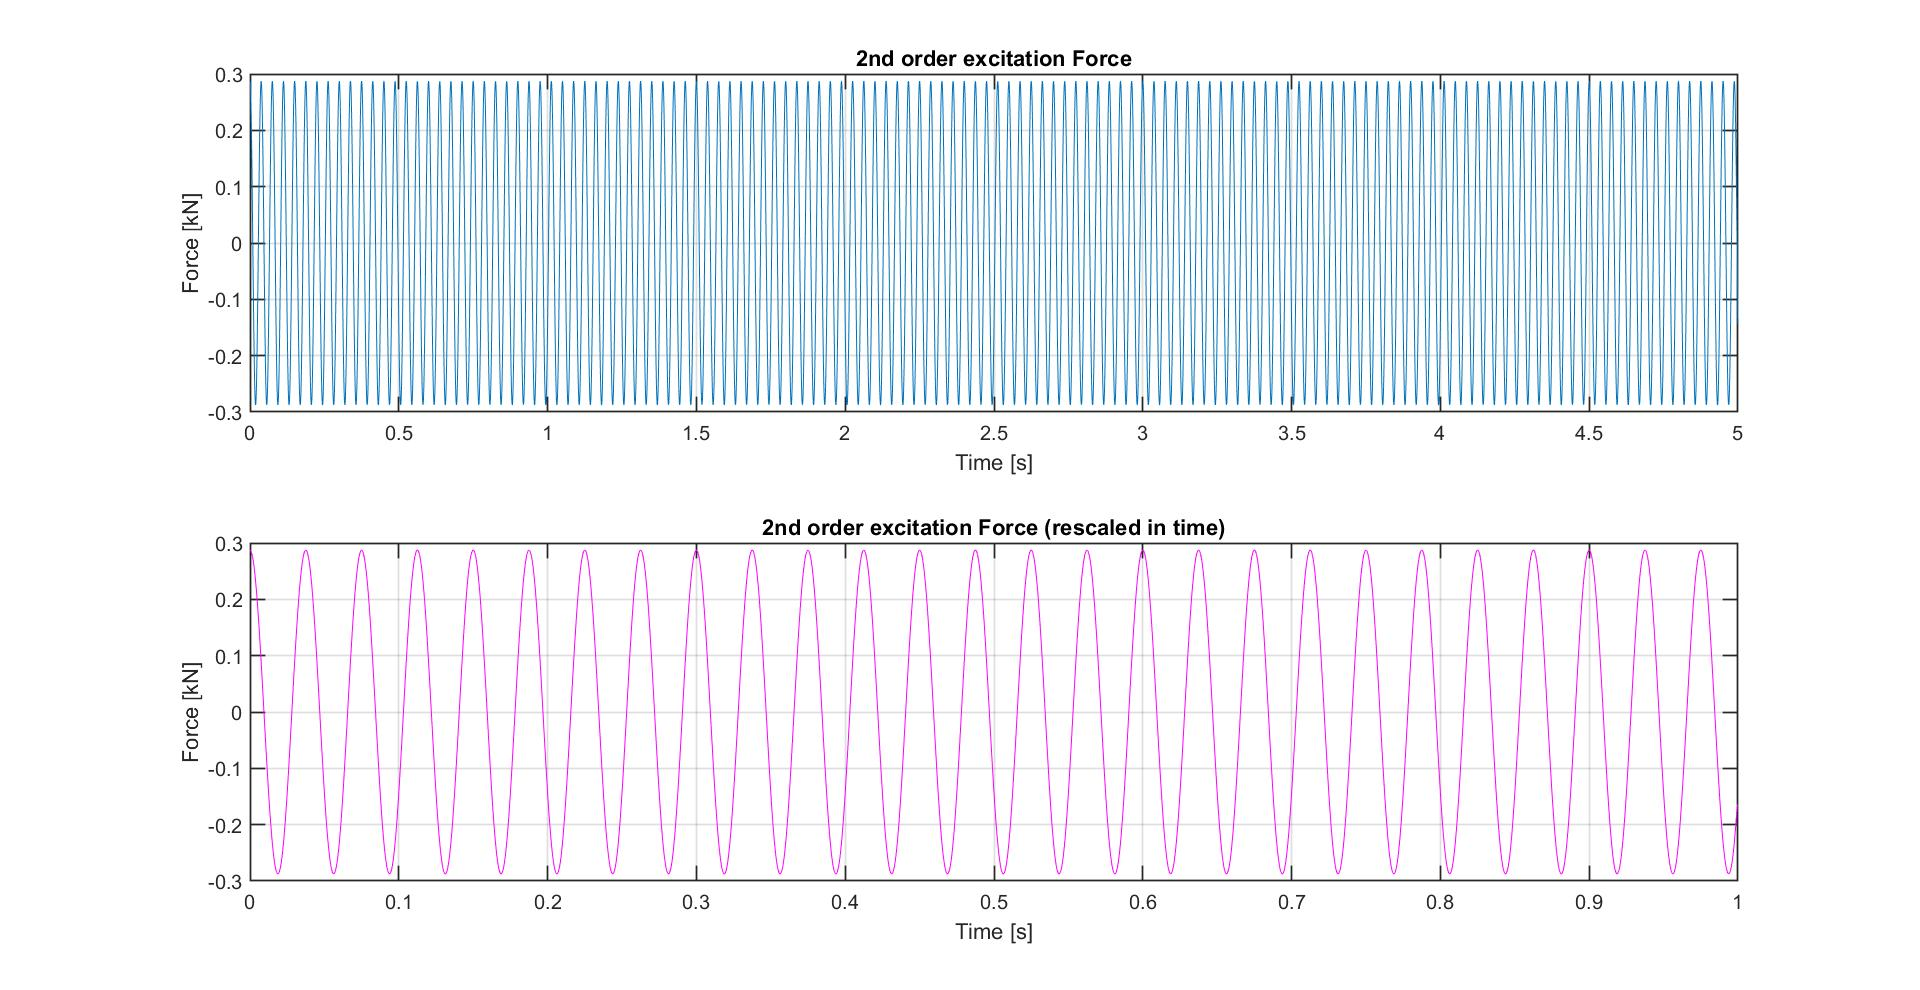 2nd order excitation Force
0.3
0.2
0.1
0
-0.1
-0.2
-0.3
Force [kN]
0 0.5 1 1.5 2 2.5 3 3.5 4 4.5 5
Time [s]
2nd order excitation Force (rescaled in time)
0.3
0.2
0.1
0
-0.1
-0.2
-0.3
Force [kN]
0 0.1 0.2 0.3 0.4 0.5 0.6 0.7 0.8 0.9 1
Time [s]